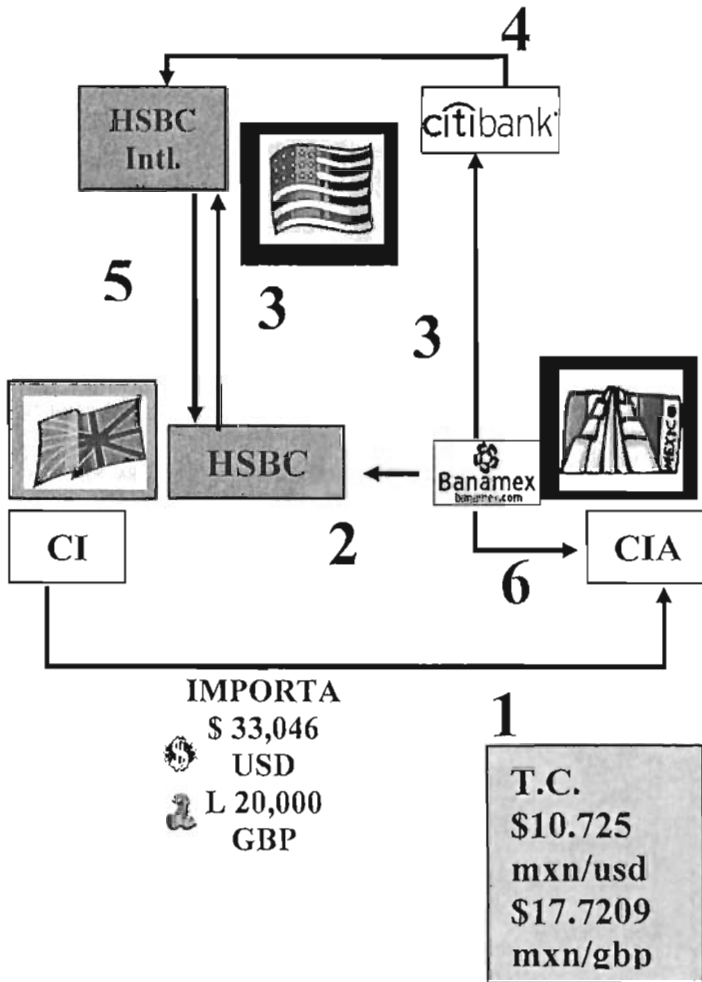 4
HSBC
Intl.
citibank
5
3
3
HSBC
Banamex
banamex.com
MEXICO
CI
2
6
CIA
IMPORTA
$ 33,046
USD
L 20,000
GBP
1
T.C.
$10.725
mxn/usd
$17.7209
mxn/gbp